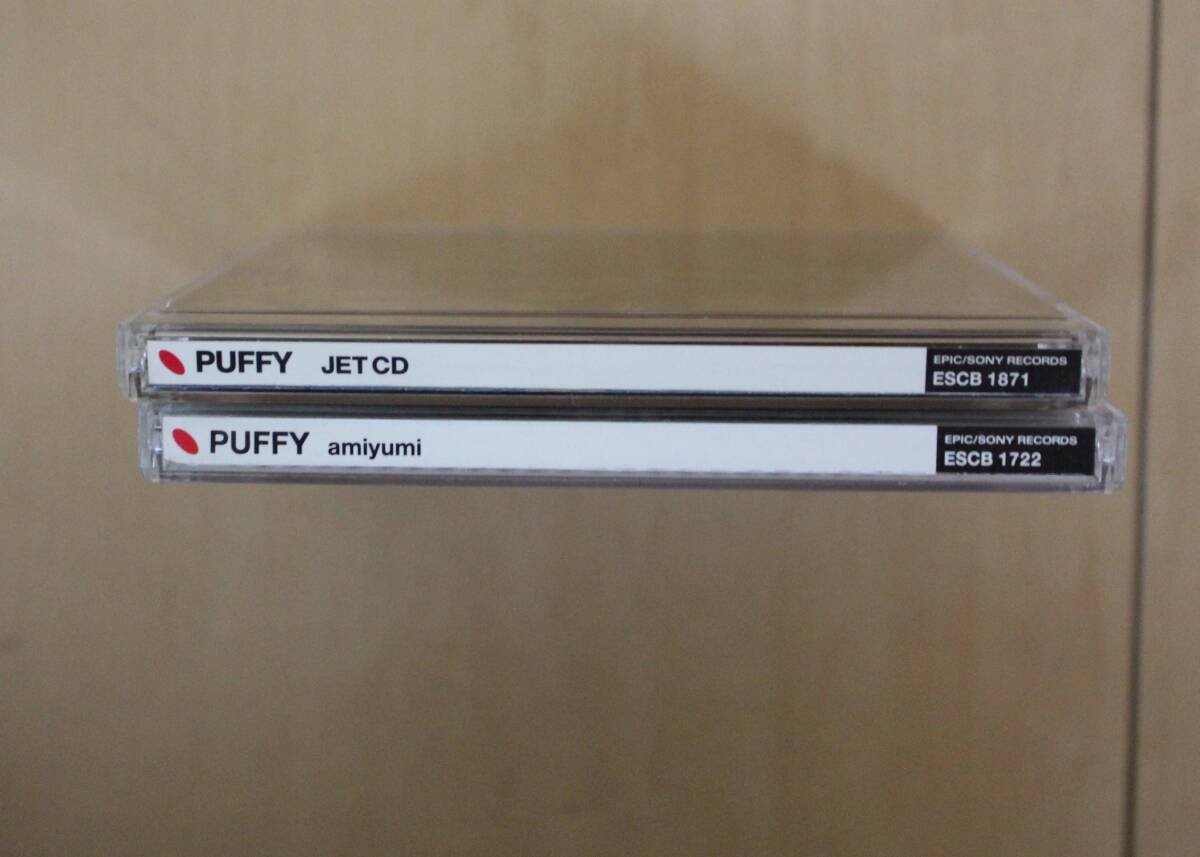 PUFFY JET CD
EPIC/SONY RECORDS
ESCB 1871
PUFFY amiyumi
EPIC/SONY RECORDS
ESCB 1722